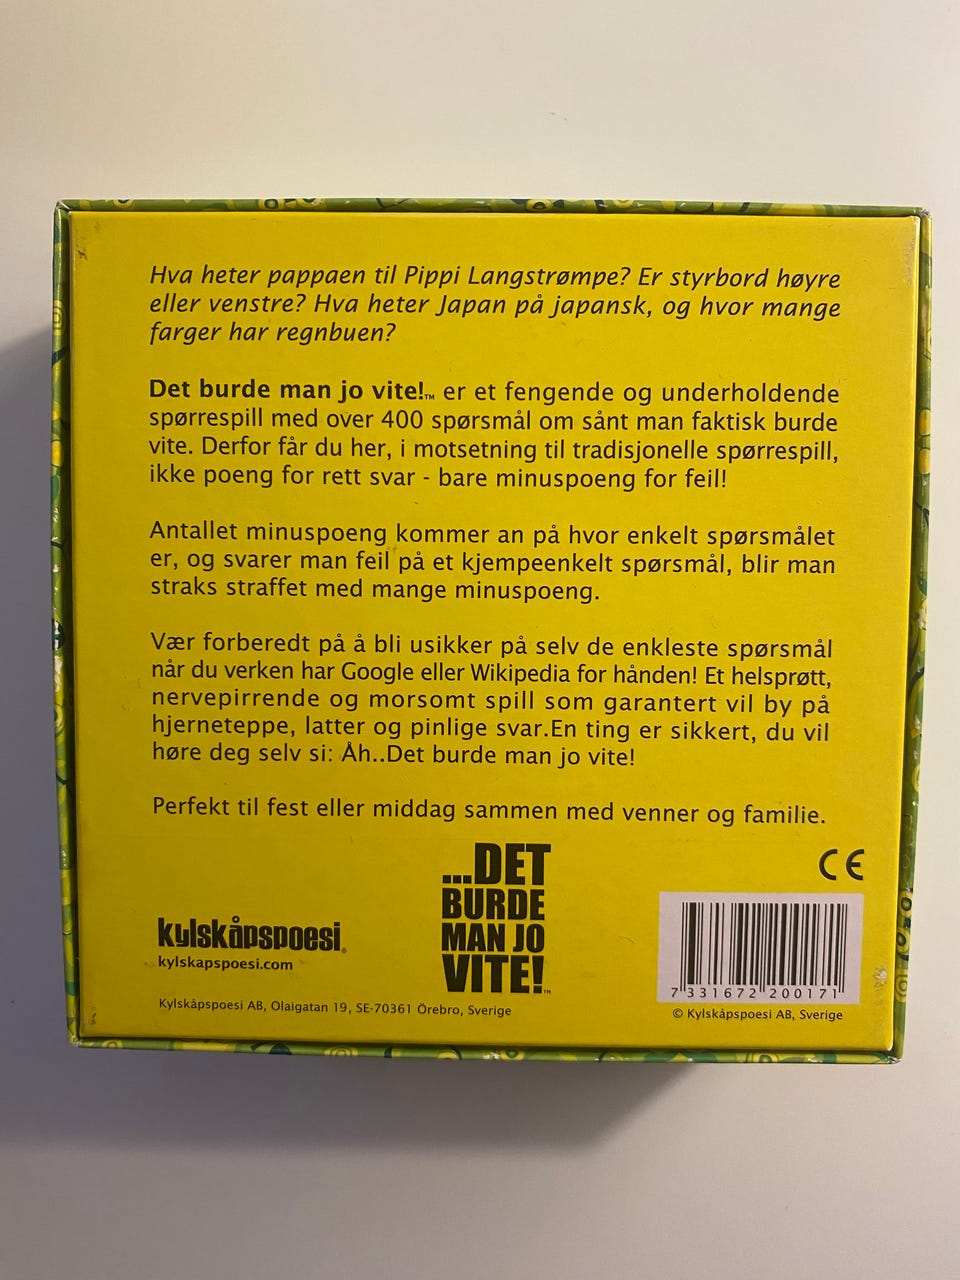 Hva heter pappaen til Pippi Langstrømpe? Er styrbord høyre
eller venstre? Hva heter Japan på japansk, og hvor mange
farger har regnbuen?
Det burde man jo vite!™ er et fengende og underholdende
spørrespill med over 400 spørsmål om sånt man faktisk burde
vite. Derfor får du her, i motsetning til tradisjonelle spørrespill,
ikke poeng for rett svar - bare minuspoeng for feil!
Antallet minuspoeng kommer an på hvor enkelt spørsmålet
er, og svarer man feil på et kjempeenkelt spørsmål, blir man
straks straffet med mange minuspoeng.
Vær forberedt på å bli usikker på selv de enkleste spørsmål
når du verken har Google eller Wikipedia for hånden! Et helsprøtt,
nervepirrende og morsomt spill som garantert vil by på
hjerneteppe, latter og pinlige svar.En ting er sikkert, du vil
høre deg selv si: Åh..Det burde man jo vite!
Perfekt til fest eller middag sammen med venner og familie.
...DET
BURDE
MAN JO
VITE!™
CE
kylskåpspoesi®
kylskapspoesi.com
Kylskåpspoesi AB, Olaigatan 19, SE-70361 Örebro, Sverige
7 331672 200171
© Kylskåpspoesi AB, Sverige